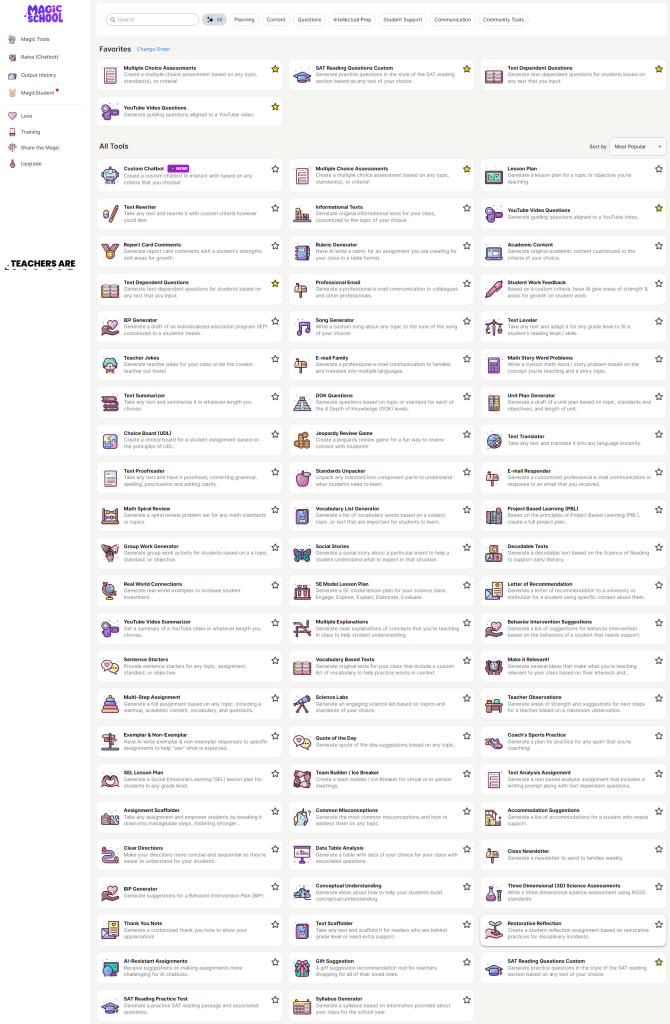 MAGIC
SCHOOL
Magic Tools
Raina (Chatbot)
Output History
MagicStudent
Love
Training
Share the Magic
Upgrade
TEACHERS ARE
Search
All
Planning
Content
Questions
Intellectual Prep
Student Support
Communication
Community Tools
Favorites
Change Order
Multiple Choice Assessments
Create a multiple choice assessment based on any topic,
standard(s), or criteria!
SAT Reading Questions Custom
Generate practice questions in the style of the SAT reading
section based on any text of your choice.
Text Dependent Questions
Generate text-dependent questions for students based on
any text that you input.
YouTube Video Questions
Generate guiding questions aligned to a YouTube video.
All Tools
Sort by
Most Popular
Custom Chatbot
NEW!
Create a custom chatbot to interact with based on any
criteria that you choose!
Multiple Choice Assessments
Create a multiple choice assessment based on any topic,
standard(s), or criteria!
Lesson Plan
Generate a lesson plan for a topic or objective you're
teaching.
Text Rewriter
Take any text and rewrite it with custom criteria however
you'd like!
Informational Texts
Generate original informational texts for your class,
customized to the topic of your choice.
YouTube Video Questions
Generate guiding questions aligned to a YouTube video.
Report Card Comments
Generate report card comments with a student's strengths
and areas for growth.
Rubric Generator
Have AI write a rubric for an assignment you are creating for
your class in a table format.
Academic Content
Generate original academic content customized to the
criteria of your choice.
Text Dependent Questions
Generate text-dependent questions for students based on
any text that you input.
Professional Email
Generate a professional e-mail communication to colleagues
and other professionals.
Student Work Feedback
Based on a custom criteria, have AI give areas of strength &
areas for growth on student work.
IEP Generator
Generate a draft of an individualized education program (IEP)
customized to a students' needs.
Song Generator
Write a custom song about any topic to the tune of the song
of your choice!
Text Leveler
Take any text and adapt it for any grade level to fit a
student's reading level / skills.
Teacher Jokes
Generate teacher jokes for your class to be the coolest
teacher out there!
E-mail Family
Generate a professional e-mail communication to families
and translate into multiple languages.
Math Story Word Problems
Write a custom math word / story problem based on the
concept you're teaching and a story topic.
Text Summarizer
Take any text and summarize it in whatever length you
choose.
DOK Questions
Generate questions based on topic or standard for each of
the 4 Depth of Knowledge (DOK) levels.
Unit Plan Generator
Generate a draft of a unit plan based on topic, standards and
objectives, and length of unit.
Choice Board (UDL)
Create a choice board for a student assignment based on
the principles of UDL.
Jeopardy Review Game
Create a jeopardy review game for a fun way to review
content with students!
Text Translator
Take any text and translate it into any language instantly.
Text Proofreader
Take any text and have it proofread, correcting grammar,
spelling, punctuation and adding clarity.
Standards Unpacker
Unpack any standard into component parts to understand
what students need to learn.
E-mail Responder
Generate a customized professional e-mail communication in
response to an email that you received.
Math Spiral Review
Generate a spiral review problem set for any math standards
or topics.
Vocabulary List Generator
Generate a list of vocabulary words based on a subject,
topic, or text that are important for students to learn.
Project Based Learning (PBL)
Based on the principles of Project Based Learning (PBL),
create a full project plan.
Group Work Generator
Generate group work activity for students based on a topic,
standard, or objective.
Social Stories
Generate a social story about a particular event to help a
student understand what to expect in that situation.
Decodable Texts
Generate a decodable text based on the Science of Reading
to support early literacy.
Real World Connections
Generate real world examples to increase student
investment.
5E Model Lesson Plan
Generate a 5E model lesson plan for your science class.
Engage, Explore, Explain, Elaborate, Evaluate.
Letter of Recommendation
Generate a letter of recommendation to a university or
institution for a student using specific content about them.
YouTube Video Summarizer
Get a summary of a YouTube video in whatever length you
choose.
Multiple Explanations
Generate clear explanations of concepts that you're teaching
in class to help student understanding.
Behavior Intervention Suggestions
Generate a list of suggestions for behavior intervention
based on the behaviors of a student that needs support.
Sentence Starters
Provide sentence starters for any topic, assignment,
standard, or objective.
Vocabulary Based Texts
Generate original texts for your class that include a custom
list of vocabulary to help practice words in context.
Make it Relevant!
Generate several ideas that make what you're teaching
relevant to your class based on their interests and...
Multi-Step Assignment
Generate a full assignment based on any topic, including a
warmup, academic content, vocabulary, and questions.
Science Labs
Generate an engaging science lab based on topics and
standards of your choice.
Teacher Observations
Generate areas of strength and suggestions for next steps
for a teacher based on a classroom observation.
Exemplar & Non-Exemplar
Have AI write exemplar & non-exemplar responses to specific
assignments to help "see" what is expected.
Quote of the Day
Generate quote of the day suggestions based on any topic.
Coach's Sports Practice
Generate a plan for practice for any sport that you're
coaching!
SEL Lesson Plan
Generate a Social Emotional Learning (SEL) lesson plan for
students in any grade level.
Team Builder / Ice Breaker
Create a team builder / Ice Breaker for virtual or in-person
meetings.
Text Analysis Assignment
Generate a text based analysis assignment that includes a
writing prompt along with text dependent questions.
Assignment Scaffolder
Take any assignment and empower students by breaking it
down into manageable steps, fostering stronger...
Common Misconceptions
Generate the most common misconceptions and how to
address them on any topic.
Accommodation Suggestions
Generate a list of accommodations for a student who needs
support.
Clear Directions
Make your directions more concise and sequential so they're
easier to understand for your students.
Data Table Analysis
Generate a table with data of your choice for your class with
associated questions.
Class Newsletter
Generate a newsletter to send to families weekly.
BIP Generator
Generate suggestions for a Behavior Intervention Plan (BIP).
Conceptual Understanding
Generate ideas about how to help your students build
conceptual understanding.
Three Dimensional (3D) Science Assessments
Write a three dimensional science assessment using NGSS
standards.
Thank You Note
Generate a customized thank you note to show your
appreciation!
Text Scaffolder
Take any text and scaffold it for readers who are behind
grade level or need extra support.
Restorative Reflection
Create a student reflection assignment based on restorative
practices for disciplinary incidents.
AI-Resistant Assignments
Receive suggestions on making assignments more
challenging for AI chatbots.
Gift Suggestion
A gift suggestion recommendation tool for teachers
shopping for all of their loved ones.
SAT Reading Questions Custom
Generate practice questions in the style of the SAT reading
section based on any text of your choice.
SAT Reading Practice Test
Generate a practice SAT reading passage and associated
questions.
Syllabus Generator
Generate a syllabus based on information provided about
your class for the school year.